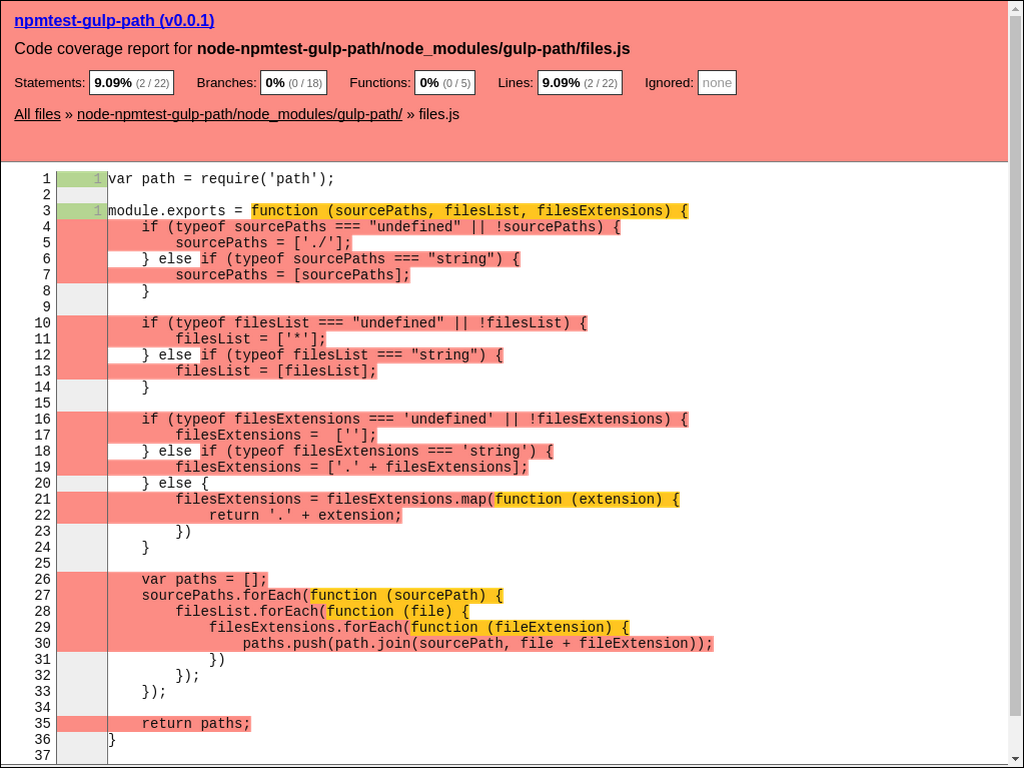 npmtest-gulp-path (v0.0.1)
Code coverage report for node-npmtest-gulp-path/node_modules/gulp-path/files.js
Statements: 9.09% (2 / 22) Branches: 0% (0 / 18) Functions: 0% (0 / 5) Lines: 9.09% (2 / 22) Ignored: none
All files » node-npmtest-gulp-path/node_modules/gulp-path/ » files.js
1 1 var path = require('path');
2
3 1 module.exports = function (sourcePaths, filesList, filesExtensions) {
4     if (typeof sourcePaths === "undefined" || !sourcePaths) {
5         sourcePaths = ['./'];
6     } else if (typeof sourcePaths === "string") {
7         sourcePaths = [sourcePaths];
8     }
9
10     if (typeof filesList === "undefined" || !filesList) {
11         filesList = ['*'];
12     } else if (typeof filesList === "string") {
13         filesList = [filesList];
14     }
15
16     if (typeof filesExtensions === 'undefined' || !filesExtensions) {
17         filesExtensions =  [''];
18     } else if (typeof filesExtensions === 'string') {
19         filesExtensions = ['.' + filesExtensions];
20     } else {
21         filesExtensions = filesExtensions.map(function (extension) {
22             return '.' + extension;
23         })
24     }
25
26     var paths = [];
27     sourcePaths.forEach(function (sourcePath) {
28         filesList.forEach(function (file) {
29             filesExtensions.forEach(function (fileExtension) {
30                 paths.push(path.join(sourcePath, file + fileExtension));
31             })
32         });
33     });
34
35     return paths;
36 }
37